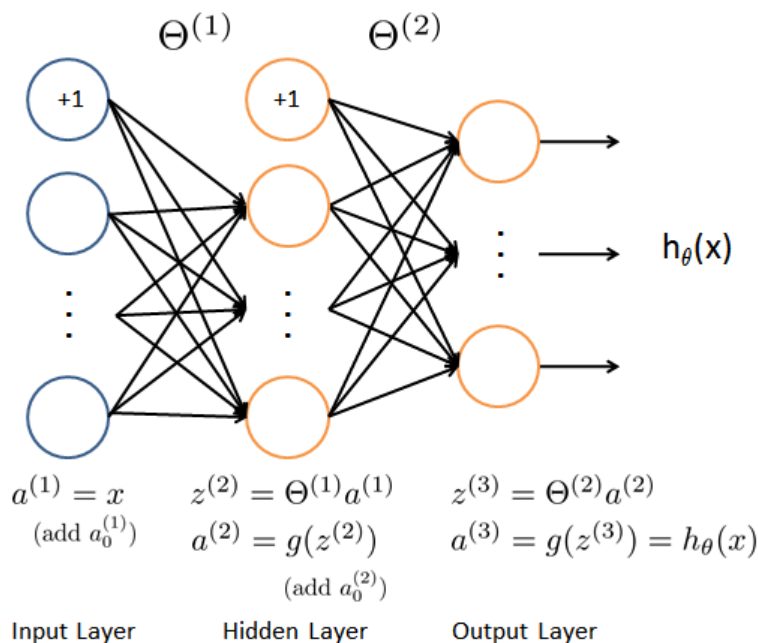 Θ^(1) Θ^(2)
+1 +1
h_θ(x)
a^(1) = x z^(2) = Θ^(1)a^(1) z^(3) = Θ^(2)a^(2)
(add a_0^(1)) a^(2) = g(z^(2)) a^(3) = g(z^(3)) = h_θ(x)
(add a_0^(2))
Input Layer Hidden Layer Output Layer